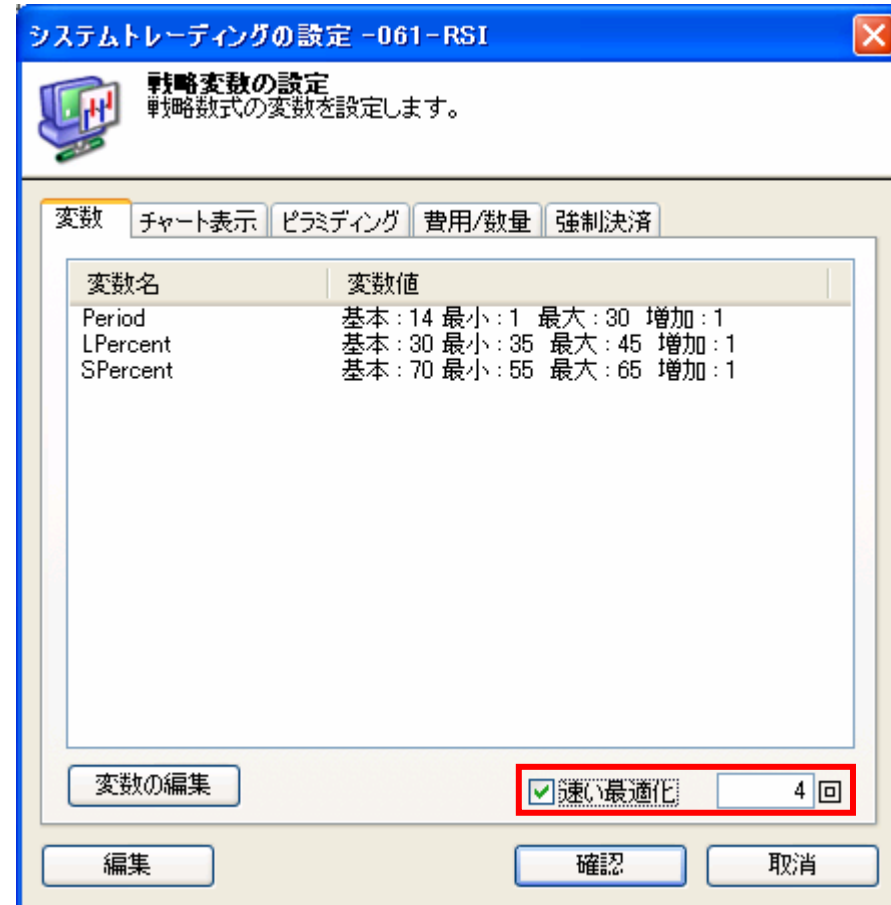 システムトレーディングの設定 -061-RSI
戦略変数の設定
戦略数式の変数を設定します。
変数 チャート表示 ピラミディング 費用/数量 強制決済
変数名 変数値
Period 基本:14 最小:1 最大:30 増加:1
LPercent 基本:30 最小:35 最大:45 増加:1
SPercent 基本:70 最小:55 最大:65 増加:1
変数の編集 速い最適化 4 回
編集 確認 取消